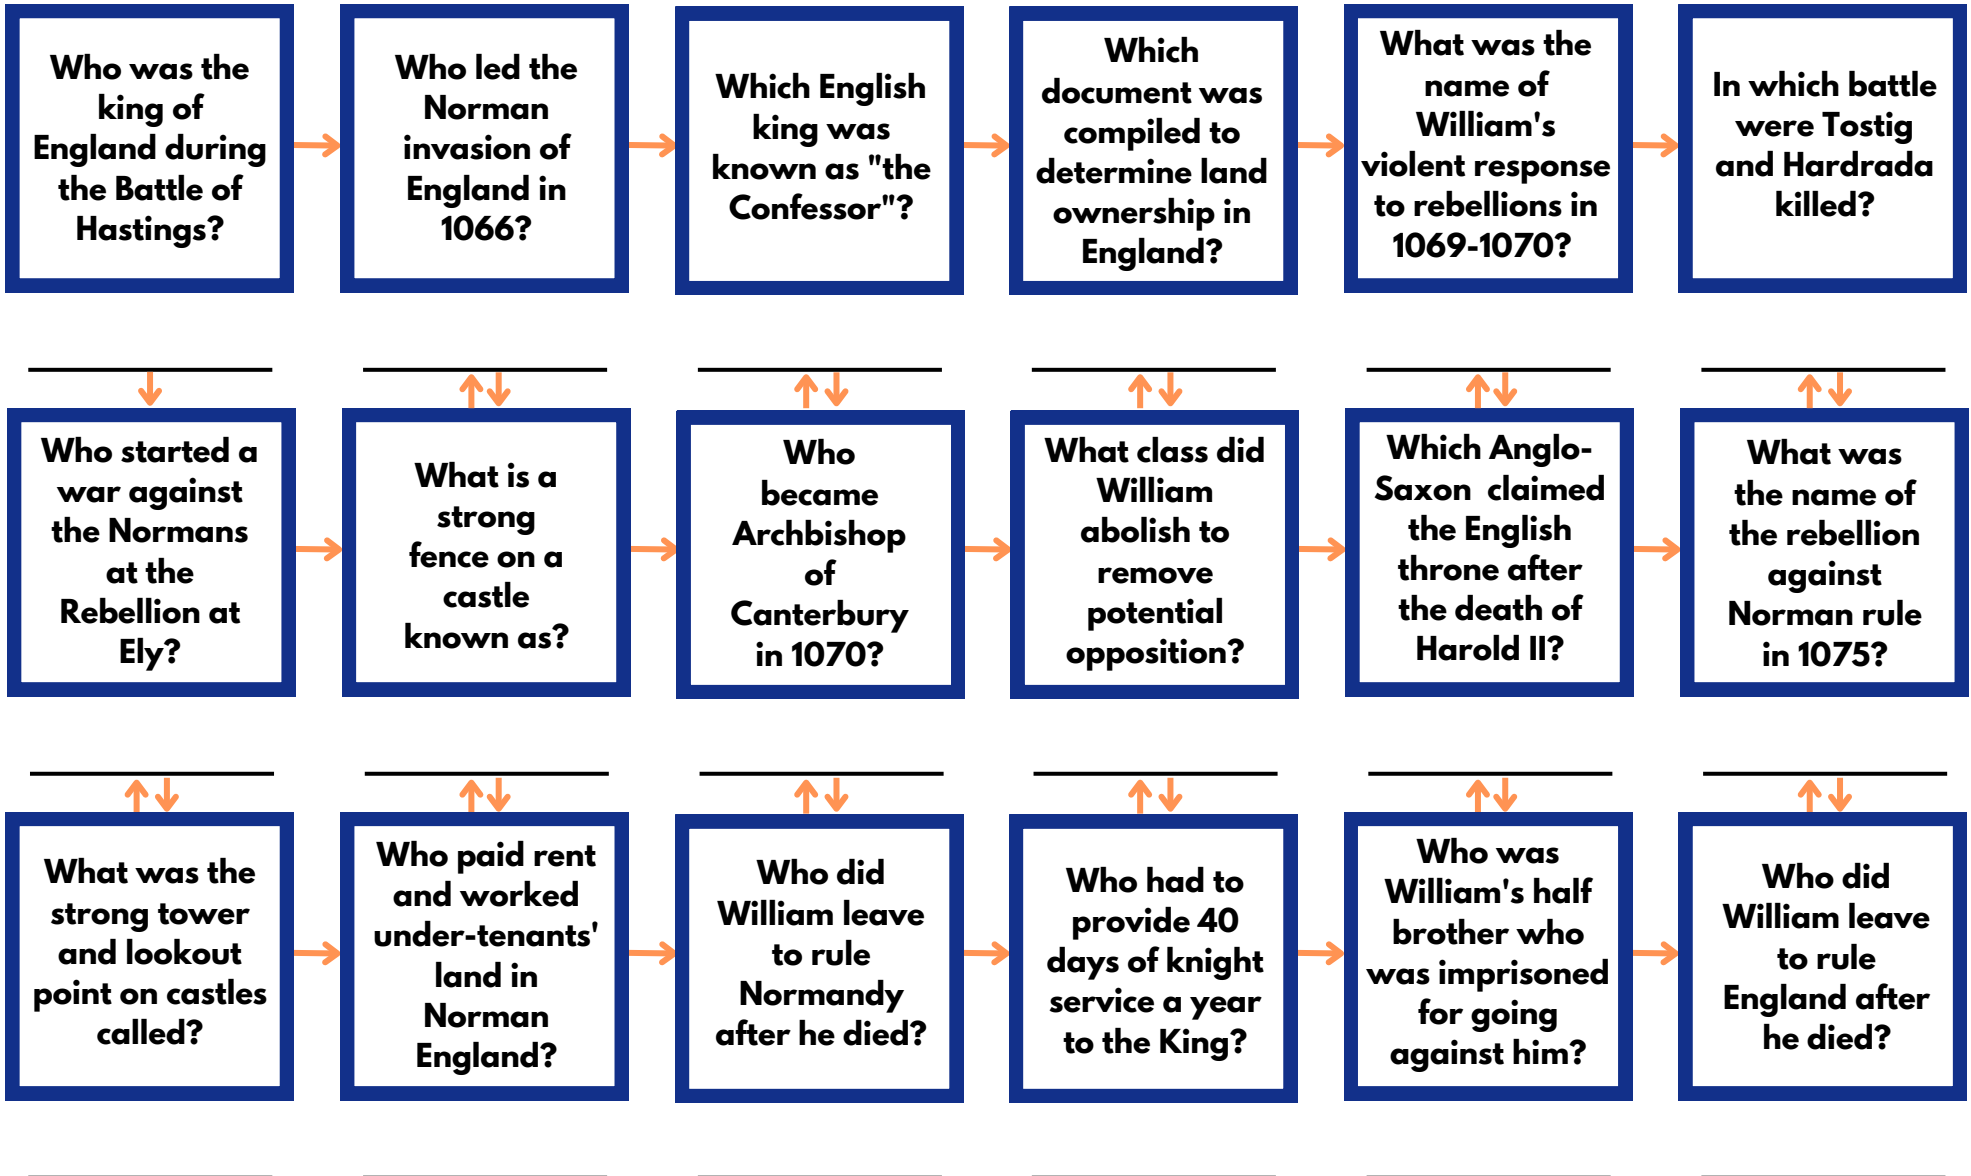 Who was the
king of
England during
the Battle of
Hastings?
Who led the
Norman
invasion of
England in
1066?
Which English
king was
known as "the
Confessor"?
Which
document was
compiled to
determine land
ownership in
England?
What was the
name of
William's
violent response
to rebellions in
1069-1070?
In which battle
were Tostig
and Hardrada
killed?
Who started a
war against
the Normans
at the
Rebellion at
Ely?
What is a
strong
fence on a
castle
known as?
Who
became
Archbishop
of
Canterbury
in 1070?
What class did
William
abolish to
remove
potential
opposition?
Which Anglo-
Saxon claimed
the English
throne after
the death of
Harold II?
What was
the name of
the rebellion
against
Norman rule
in 1075?
What was the
strong tower
and lookout
point on castles
called?
Who paid rent
and worked
under-tenants'
land in
Norman
England?
Who did
William leave
to rule
Normandy
after he died?
Who had to
provide 40
days of knight
service a year
to the King?
Who was
William's half
brother who
was imprisoned
for going
against him?
Who did
William leave
to rule
England after
he died?